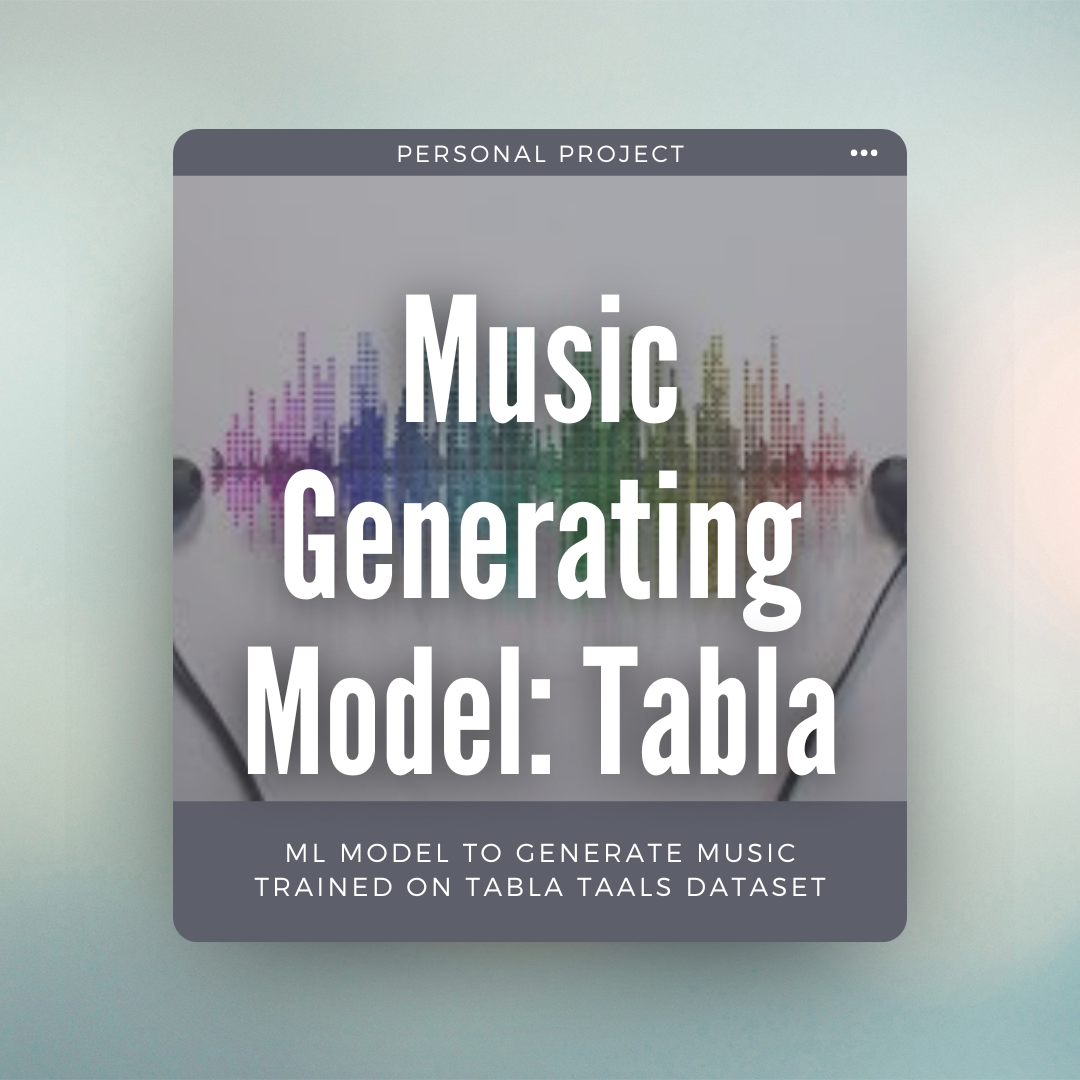 PERSONAL PROJECT
Music
Generating
Model: Tabla
ML MODEL TO GENERATE MUSIC
TRAINED ON TABLA TAALS DATASET